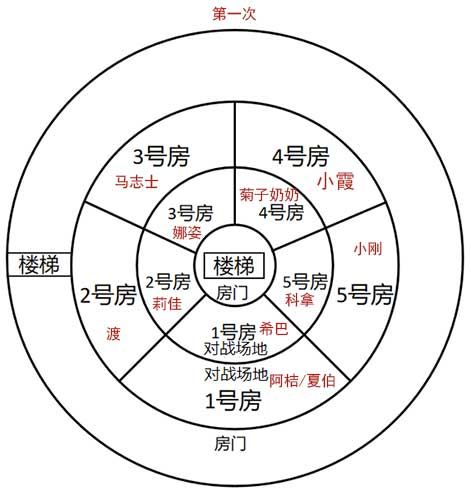 第一次
3号房
马志士
4号房
小霞
菊子奶奶
4号房
3号房
娜姿
小刚
楼梯
楼梯
2号房
渡
2号房
莉佳
房门
5号房
科拿
5号房
1号房
希巴
对战场地
对战场地
阿桔/夏伯
1号房
房门